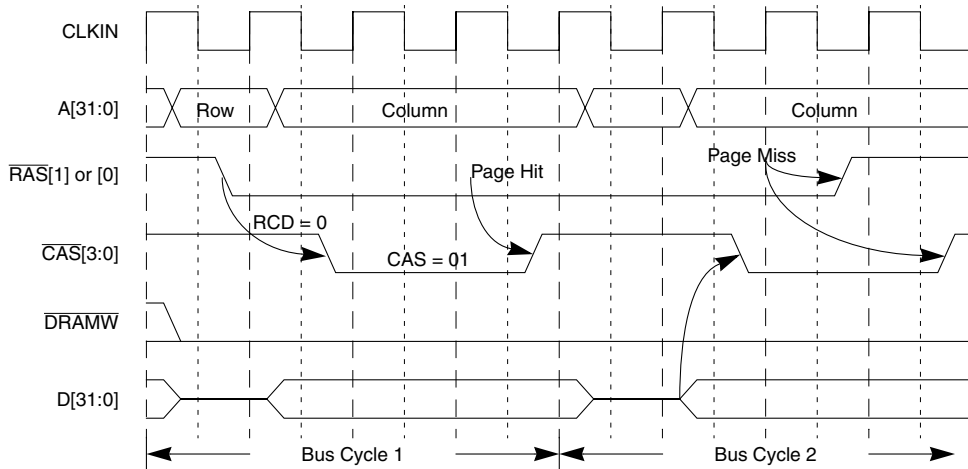 CLKIN
A[31:0]
Row
Column
Column
RAS[1] or [0]
Page Hit
Page Miss
RCD = 0
CAS[3:0]
CAS = 01
DRAMW
D[31:0]
Bus Cycle 1
Bus Cycle 2